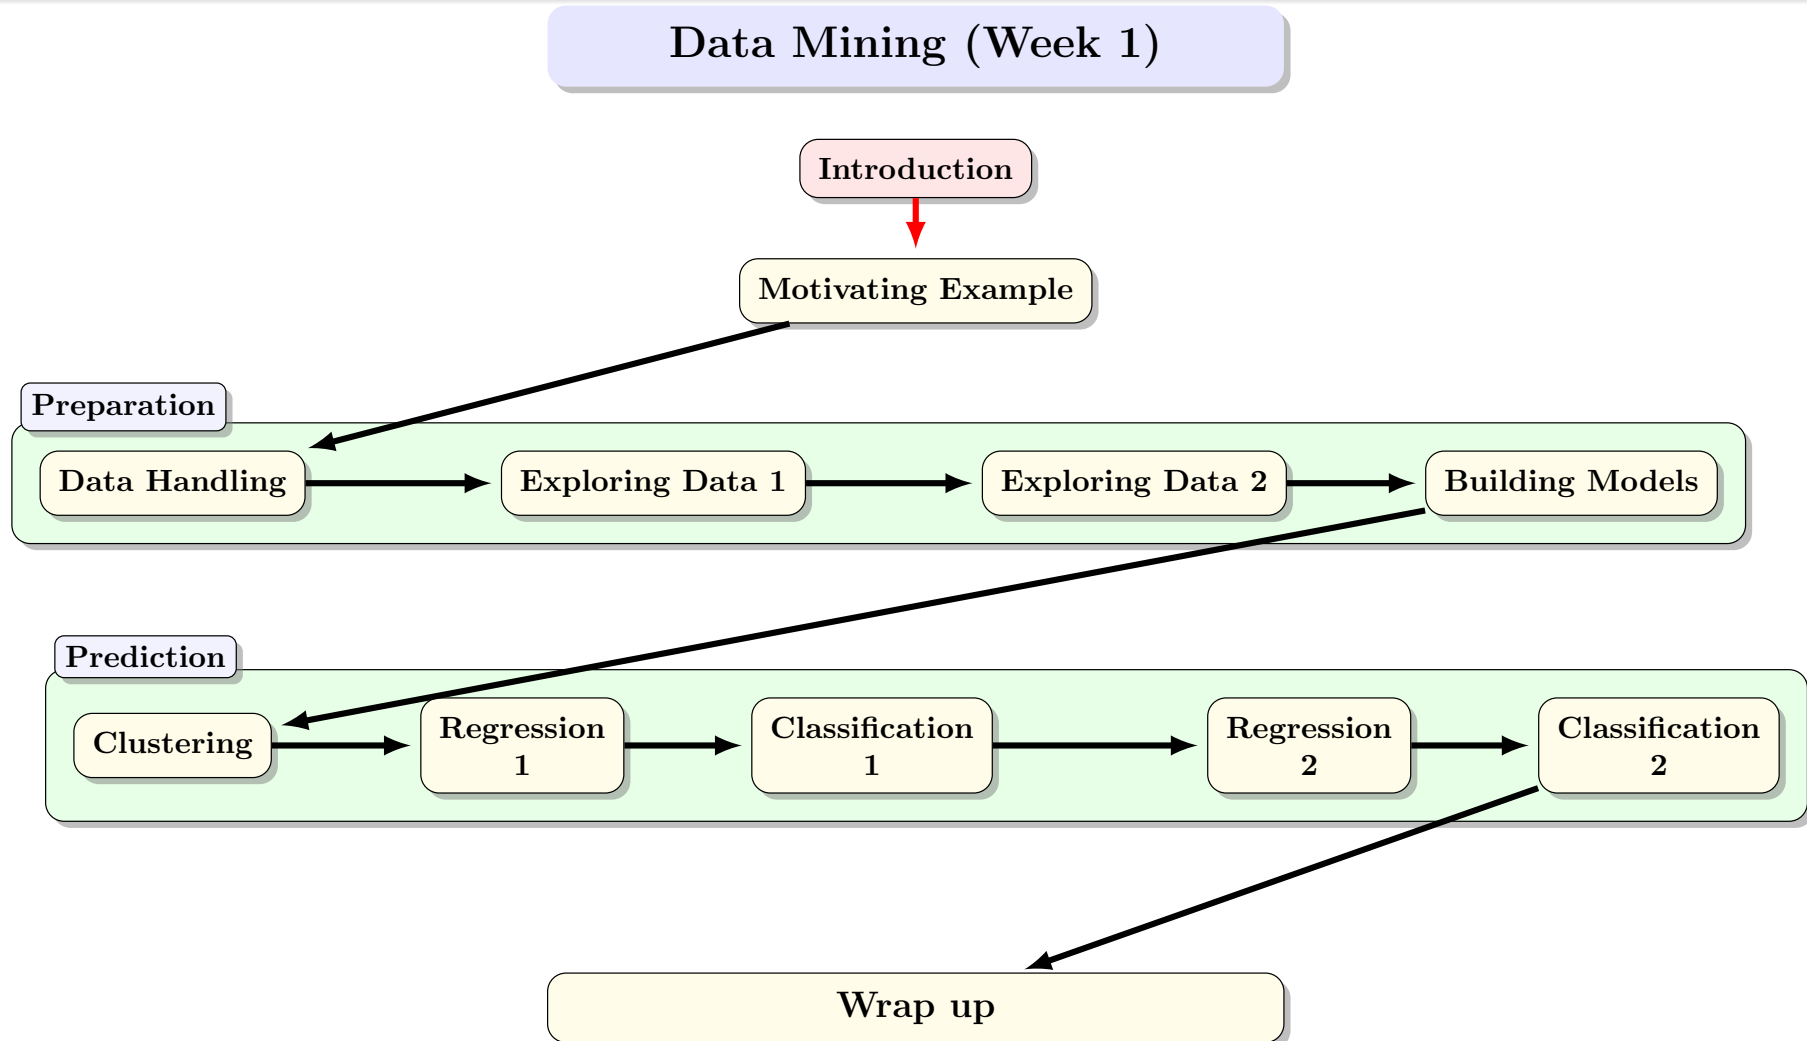 Data Mining (Week 1)
Introduction
Motivating Example
Preparation
Data Handling
Exploring Data 1
Exploring Data 2
Building Models
Prediction
Clustering
Regression
1
Classification
1
Regression
2
Classification
2
Wrap up